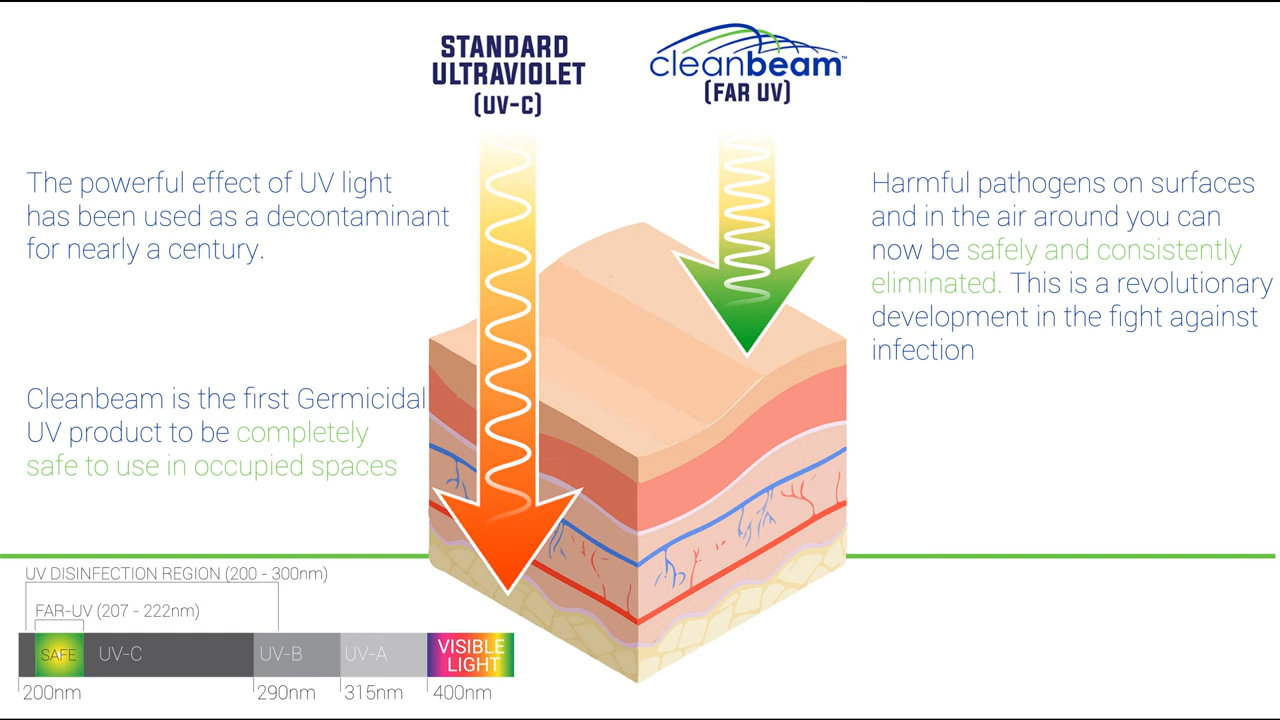 STANDARD
ULTRAVIOLET
(UV-C)
cleanbeam™
(FAR UV)
The powerful effect of UV light
has been used as a decontaminant
for nearly a century.
Cleanbeam is the first Germicidal
UV product to be completely
safe to use in occupied spaces
Harmful pathogens on surfaces
and in the air around you can
now be safely and consistently
eliminated. This is a revolutionary
development in the fight against
infection
UV DISINFECTION REGION (200 - 300nm)
FAR-UV (207 - 222nm)
SAFE
UV-C
UV-B
UV-A
VISIBLE
LIGHT
200nm
290nm
315nm
400nm